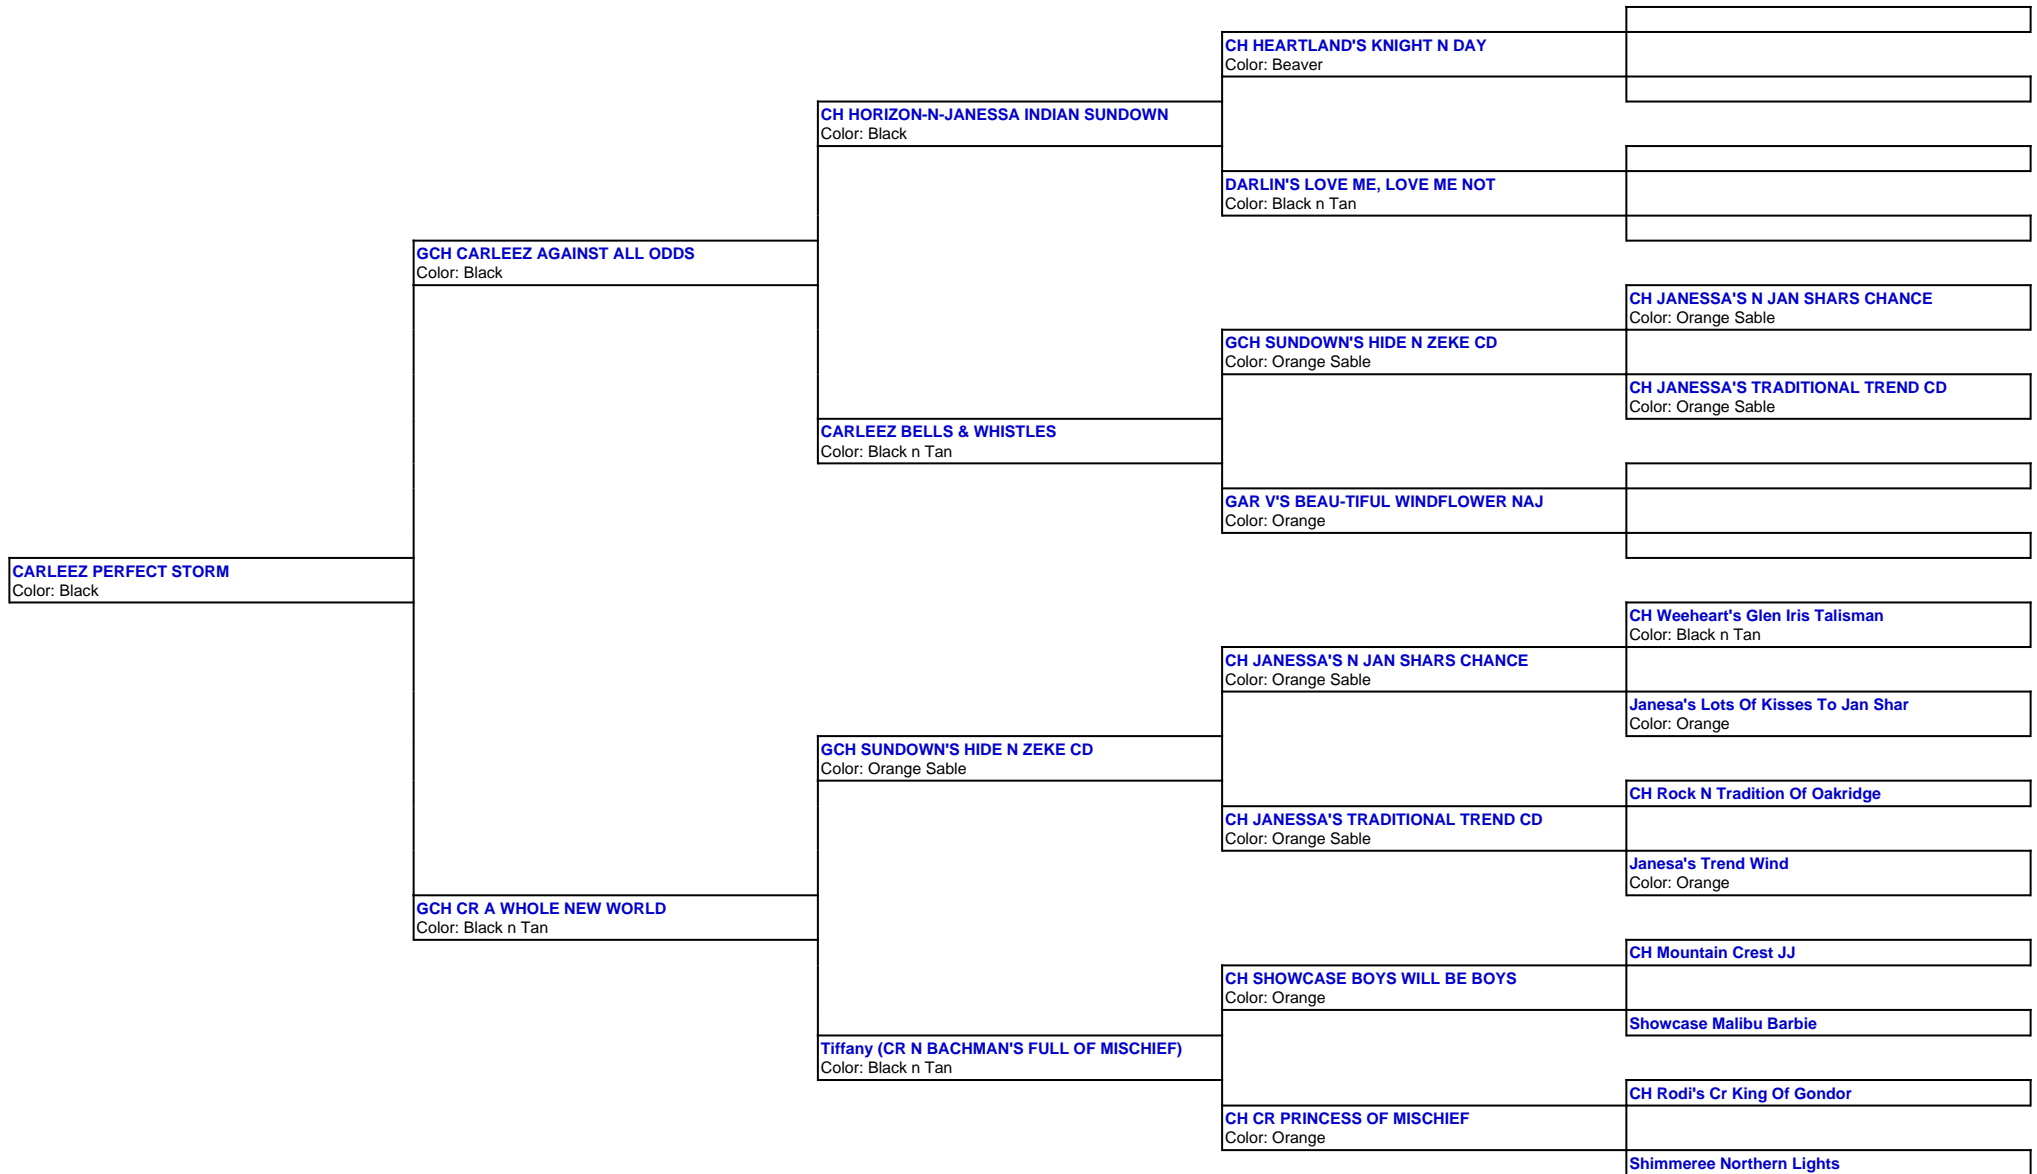 CH HEARTLAND'S KNIGHT N DAY
Color: Beaver
CH HORIZON-N-JANESSA INDIAN SUNDOWN
Color: Black
DARLIN'S LOVE ME, LOVE ME NOT
Color: Black n Tan
GCH CARLEEZ AGAINST ALL ODDS
Color: Black
CH JANESSA'S N JAN SHARS CHANCE
Color: Orange Sable
GCH SUNDOWN'S HIDE N ZEKE CD
Color: Orange Sable
CH JANESSA'S TRADITIONAL TREND CD
Color: Orange Sable
CARLEEZ BELLS & WHISTLES
Color: Black n Tan
GAR V'S BEAU-TIFUL WINDFLOWER NAJ
Color: Orange
CARLEEZ PERFECT STORM
Color: Black
CH Weeheart's Glen Iris Talisman
Color: Black n Tan
CH JANESSA'S N JAN SHARS CHANCE
Color: Orange Sable
Janesa's Lots Of Kisses To Jan Shar
Color: Orange
GCH SUNDOWN'S HIDE N ZEKE CD
Color: Orange Sable
CH Rock N Tradition Of Oakridge
CH JANESSA'S TRADITIONAL TREND CD
Color: Orange Sable
Janesa's Trend Wind
Color: Orange
GCH CR A WHOLE NEW WORLD
Color: Black n Tan
CH Mountain Crest JJ
CH SHOWCASE BOYS WILL BE BOYS
Color: Orange
Showcase Malibu Barbie
Tiffany (CR N BACHMAN'S FULL OF MISCHIEF)
Color: Black n Tan
CH Rodi's Cr King Of Gondor
CH CR PRINCESS OF MISCHIEF
Color: Orange
Shimmeree Northern Lights